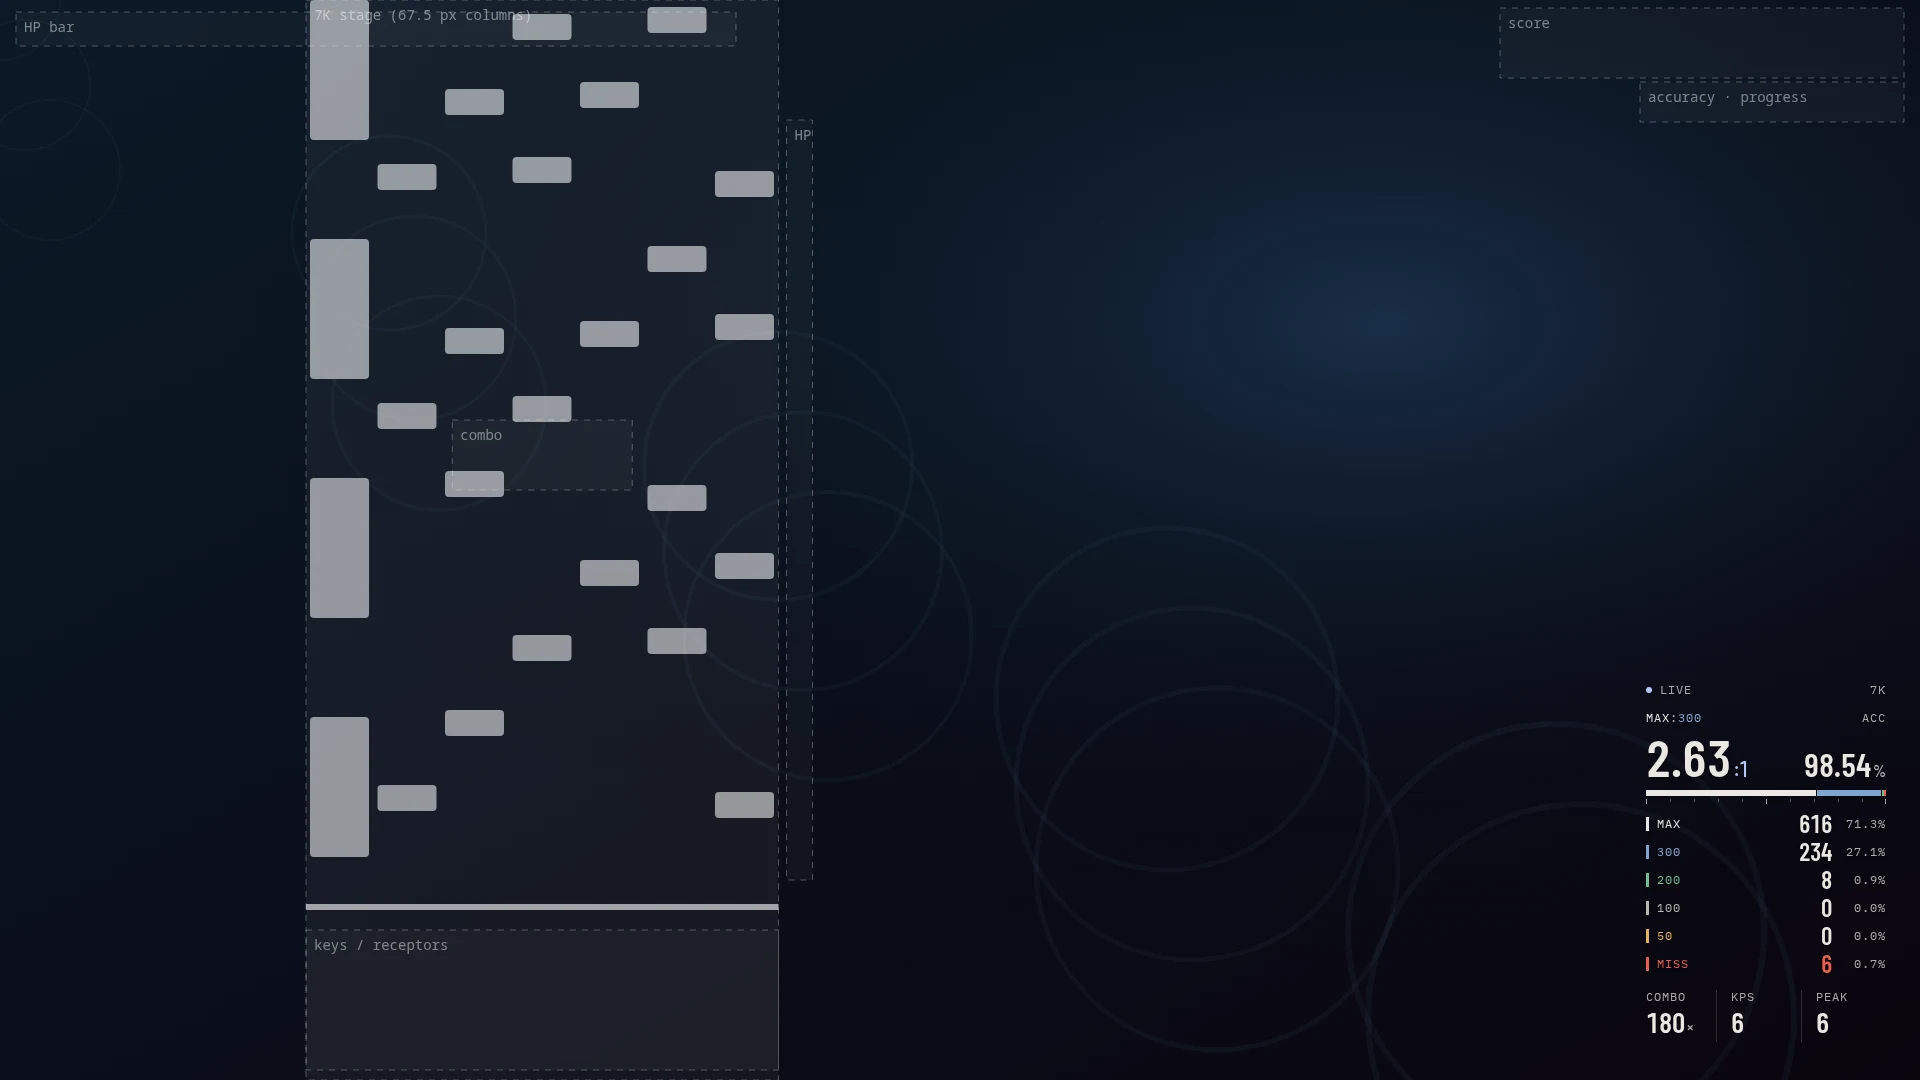 HP bar
7K stage (67.5 px columns)
score
accuracy · progress
HP
combo
keys / receptors
LIVE 7K
MAX:300 ACC
2.63:1 98.54%
MAX 616 71.3%
300 234 27.1%
200 8 0.9%
100 0 0.0%
50 0 0.0%
MISS 6 0.7%
COMBO KPS PEAK
180× 6 6